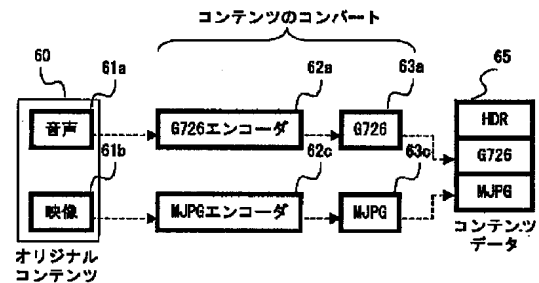 コンテンツのコンバート
60
61a
62a
63a
65
音声
G726エンコーダ
G726
HDR
G726
MJPG
61b
62c
63c
映像
MJPGエンコーダ
MJPG
オリジナル
コンテンツ
コンテンツ
データ